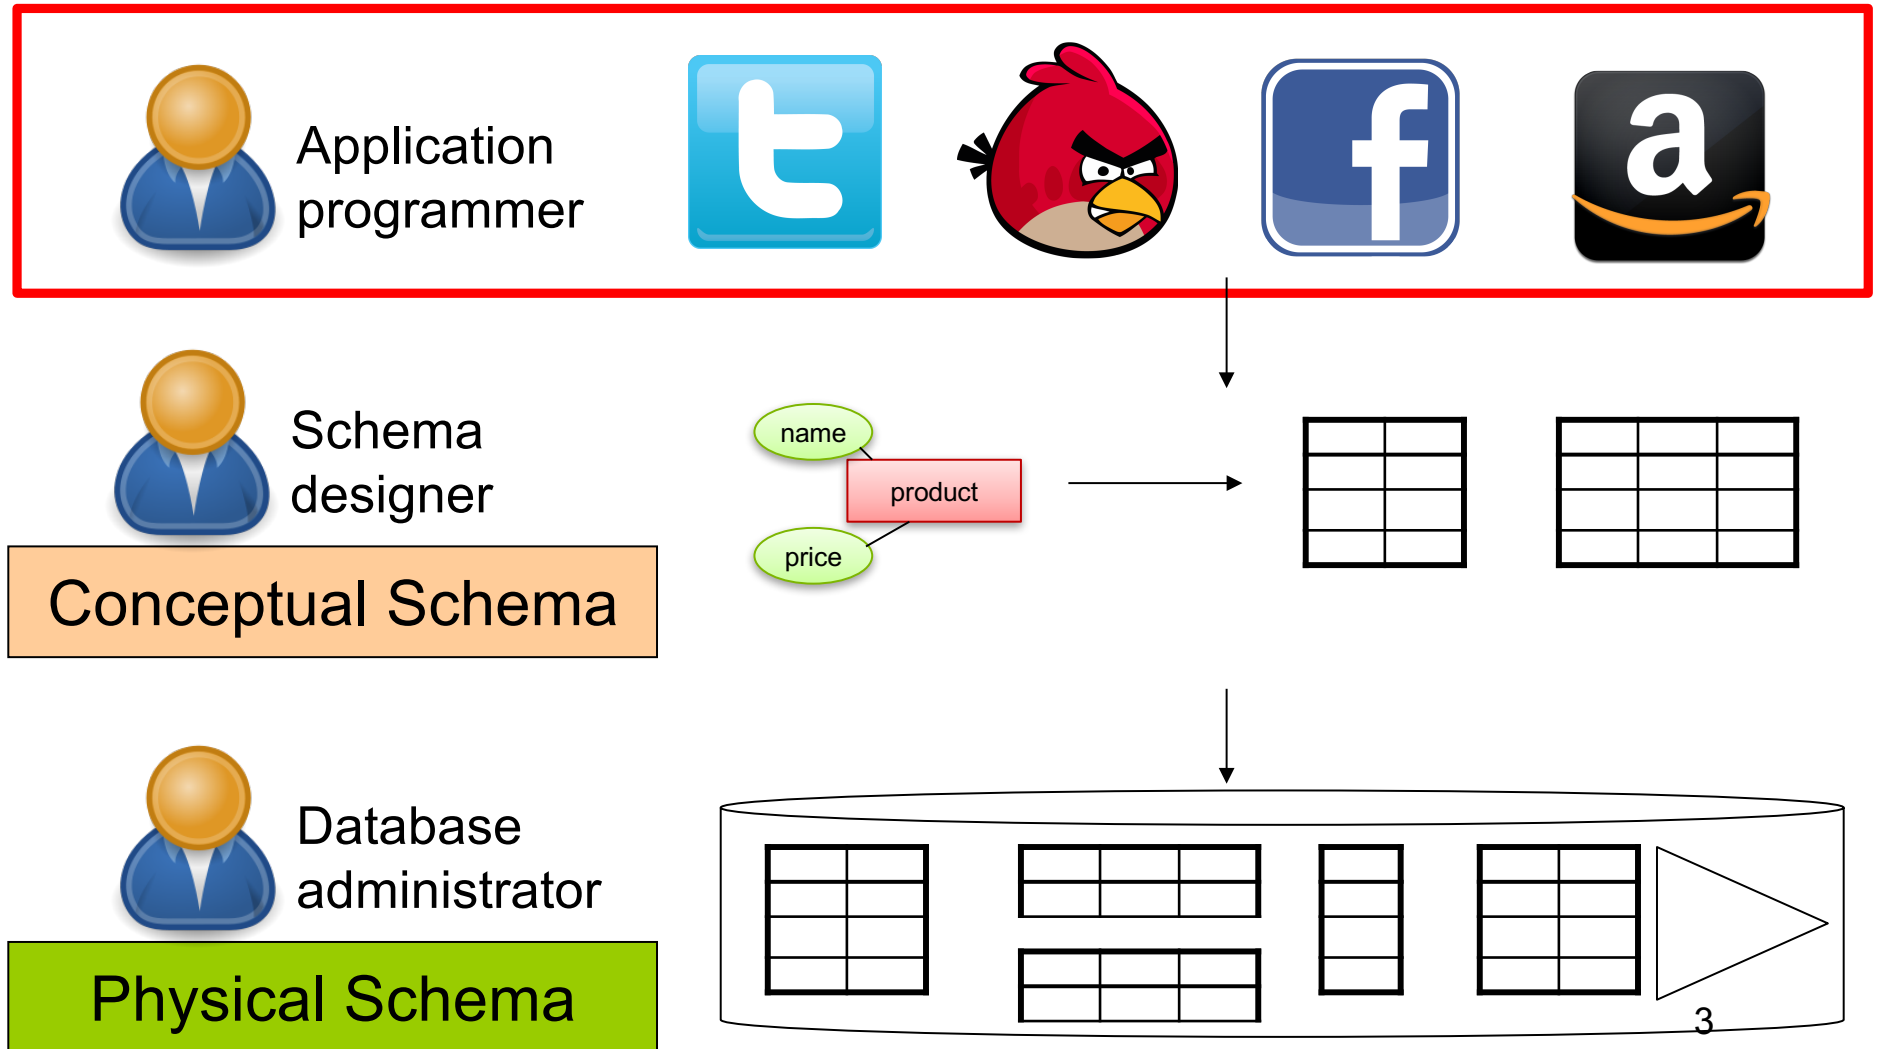 Application
programmer
t
f
a
Schema
designer
name
product
price
Conceptual Schema
Database
administrator
Physical Schema
3